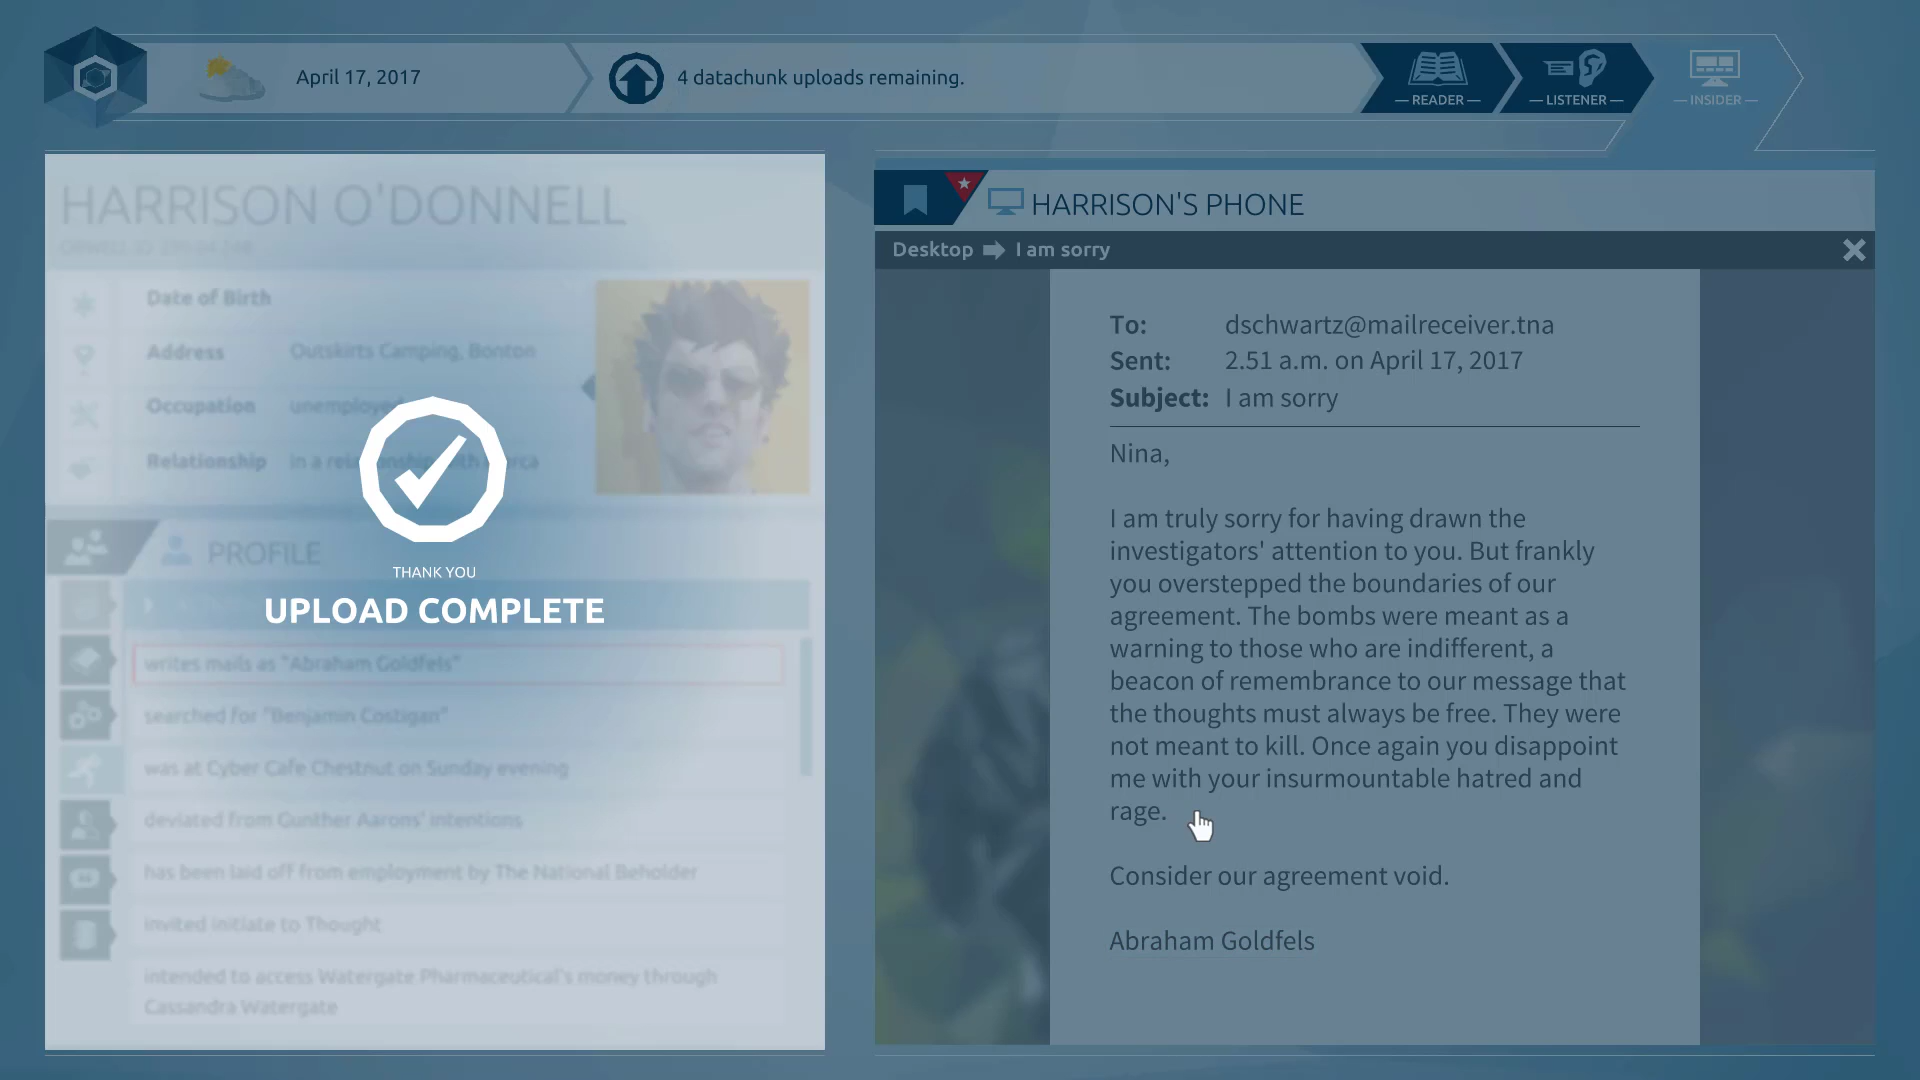 April 17, 2017
4 datachunk uploads remaining.
READER
LISTENER
INSIDER
HARRISON O'DONNELL
Date of Birth
Address Outskirts Camping, Bonton
Occupation unemployed
Relationship In a relationship with
PROFILE
THANK YOU
UPLOAD COMPLETE
writes mails as "Abraham Goldfels"
searched for "Benjamin Costigan"
was at Cyber Cafe Chestnut on Sunday evening
deviated from Gunther Aarons' intentions
has been laid off from employment by The National Beholder
invited initiate to Thought
intended to access Watergate Pharmaceutical's money through
Cassandra Watergate
HARRISON'S PHONE
Desktop I am sorry
To: dschwartz@mailreceiver.tna
Sent: 2.51 a.m. on April 17, 2017
Subject: I am sorry
Nina,
I am truly sorry for having drawn the
investigators' attention to you. But frankly
you overstepped the boundaries of our
agreement. The bombs were meant as a
warning to those who are indifferent, a
beacon of remembrance to our message that
the thoughts must always be free. They were
not meant to kill. Once again you disappoint
me with your insurmountable hatred and
rage.
Consider our agreement void.
Abraham Goldfels